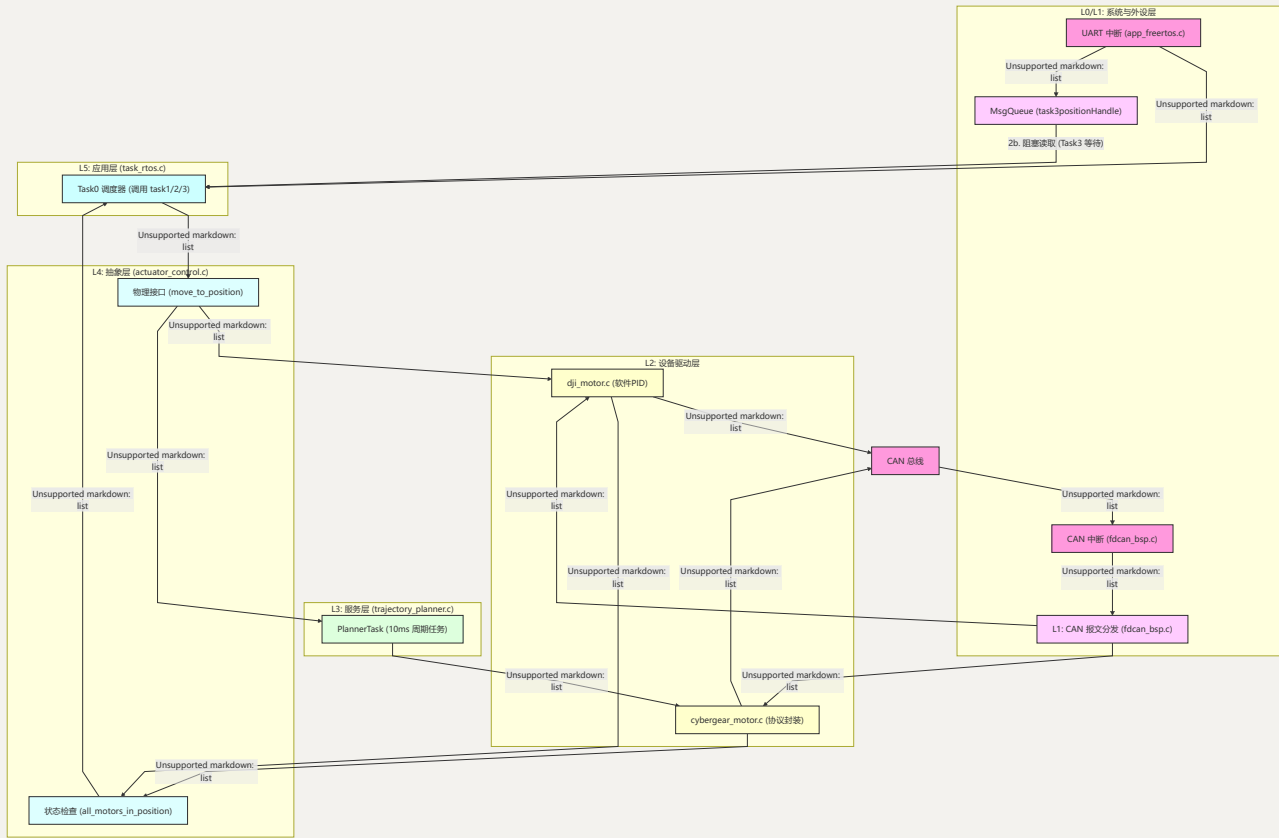 L0/L1: 系统与外设层
UART 中断 (app_freertos.c)
Unsupported markdown:
list
Unsupported markdown:
list
MsgQueue (task3positionHandle)
2b. 阻塞读取 (Task3 等待)
L5: 应用层 (task_rtos.c)
Task0 调度器 (调用 task1/2/3)
Unsupported markdown:
list
L4: 抽象层 (actuator_control.c)
物理接口 (move_to_position)
Unsupported markdown:
list
L2: 设备驱动层
dji_motor.c (软件PID)
Unsupported markdown:
list
Unsupported markdown:
list
CAN 总线
Unsupported markdown:
list
Unsupported markdown:
list
CAN 中断 (fdcan_bsp.c)
Unsupported markdown:
list
Unsupported markdown:
list
Unsupported markdown:
list
Unsupported markdown:
list
L3: 服务层 (trajectory_planner.c)
PlannerTask (10ms 周期任务)
L1: CAN 报文分发 (fdcan_bsp.c)
Unsupported markdown:
list
Unsupported markdown:
list
cybergear_motor.c (协议封装)
Unsupported markdown:
list
状态检查 (all_motors_in_position)